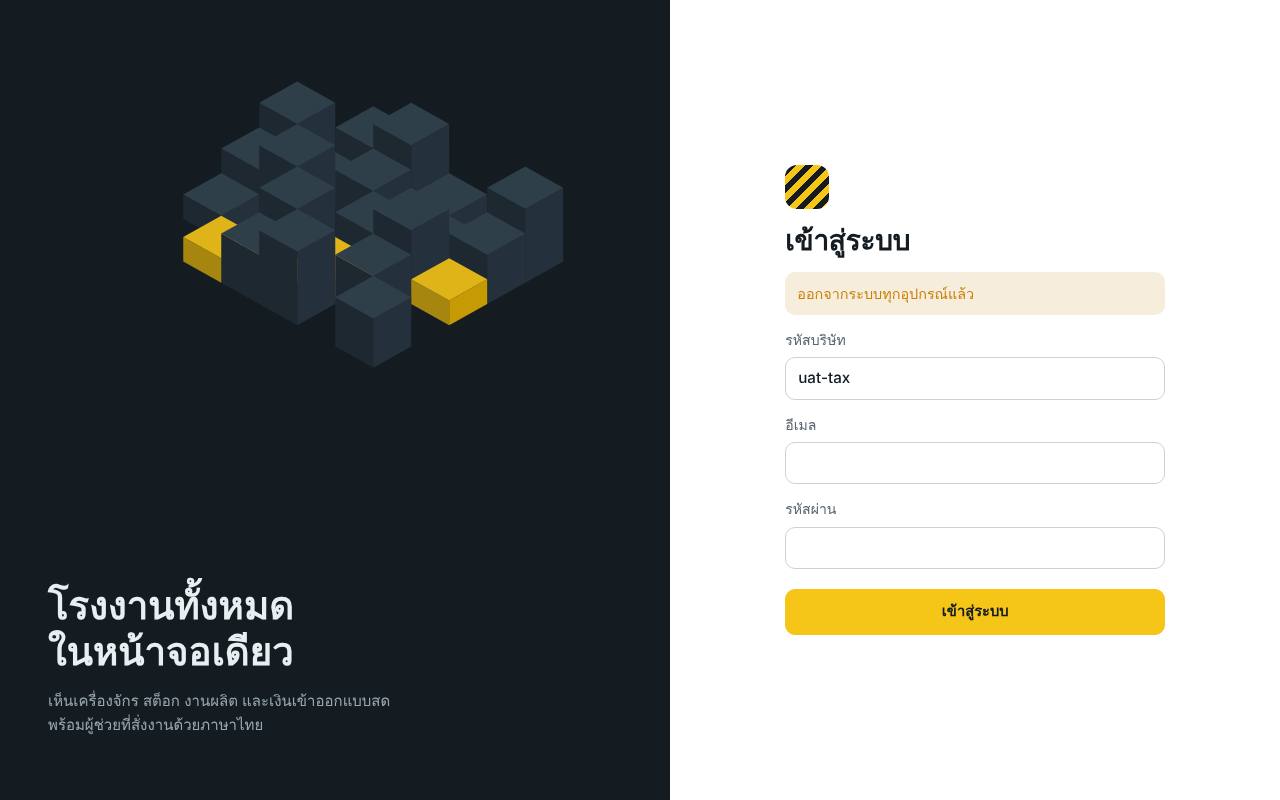 โรงงานทั้งหมด
ในหน้าจอเดียว
เห็นเครื่องจักร สต็อก งานผลิต และเงินเข้าออกแบบสด
พร้อมผู้ช่วยที่สั่งงานด้วยภาษาไทย
เข้าสู่ระบบ
ออกจากระบบทุกอุปกรณ์แล้ว
รหัสบริษัท
uat-tax
อีเมล
รหัสผ่าน
เข้าสู่ระบบ